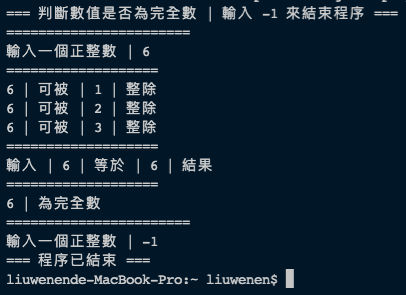 === 判斷數值是否為完全數 | 輸入 -1 來結束程序 ===
=======================
輸入一個正整數 | 6
===================
6 | 可被 | 1 | 整除
6 | 可被 | 2 | 整除
6 | 可被 | 3 | 整除
===================
輸入 | 6 | 等於 | 6 | 結果
===================
6 | 為完全數
=======================
輸入一個正整數 | -1
=== 程序已結束 ===
liuwenende-MacBook-Pro:~ liuwenen$